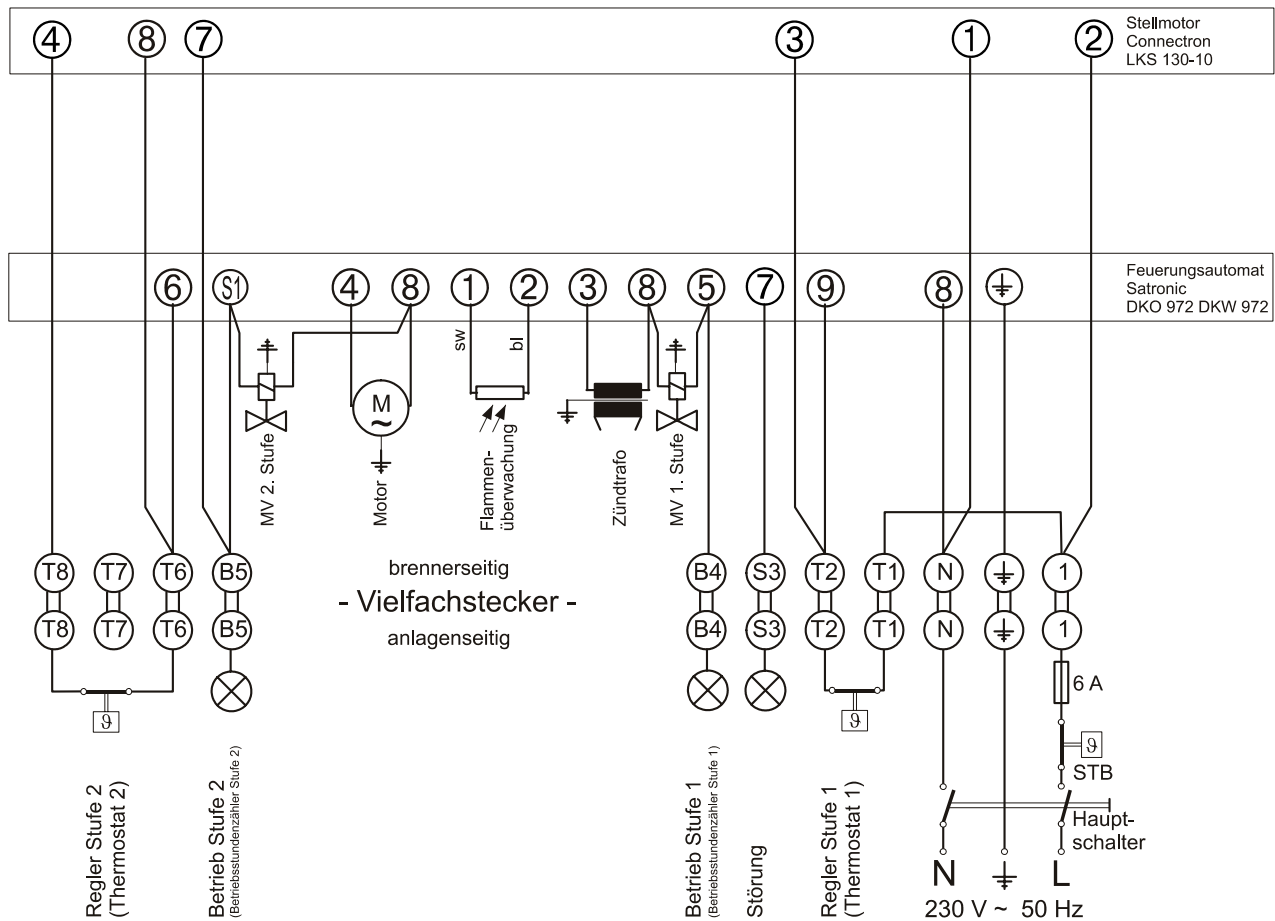 4 8 7 3 1 2
Stellmotor
Connectron
LKS 130-10
6 S1 4 8 1 2 3 8 5 7 9 8
Feuerungsautomat
Satronic
DKO 972 DKW 972
sw
bl
MV 2. Stufe
M
~
Motor
Flammen-
überwachung
Zündtrafo
MV 1. Stufe
brennerseitig
- Vielfachstecker -
anlagenseitig
T8 T7 T6 B5 B4 S3 T2 T1 N 1
T8 T7 T6 B5 B4 S3 T2 T1 N 1
6 A
ϑ
ϑ
ϑ
STB
Haupt-
schalter
Regler Stufe 2
(Thermostat 2)
Betrieb Stufe 2
(Betriebsstundenzähler Stufe 2)
Betrieb Stufe 1
(Betriebsstundenzähler Stufe 1)
Störung
Regler Stufe 1
(Thermostat 1)
N L
230 V ~ 50 Hz